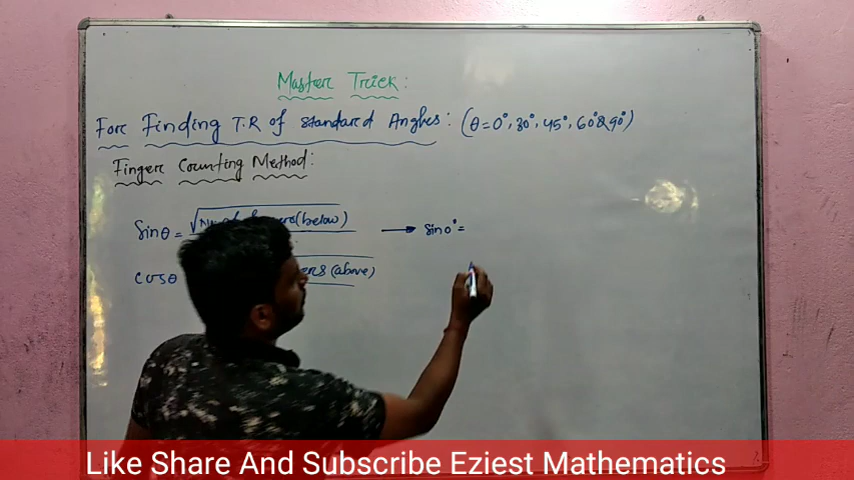 Master Trick:
For Finding T.R of standard Angles: (θ=0°, 30°, 45°, 60° & 90°)
Finger Counting Method:
Sinθ = √ (below) → Sin0°=
cosθ (above)
Like Share And Subscribe Eziest Mathematics